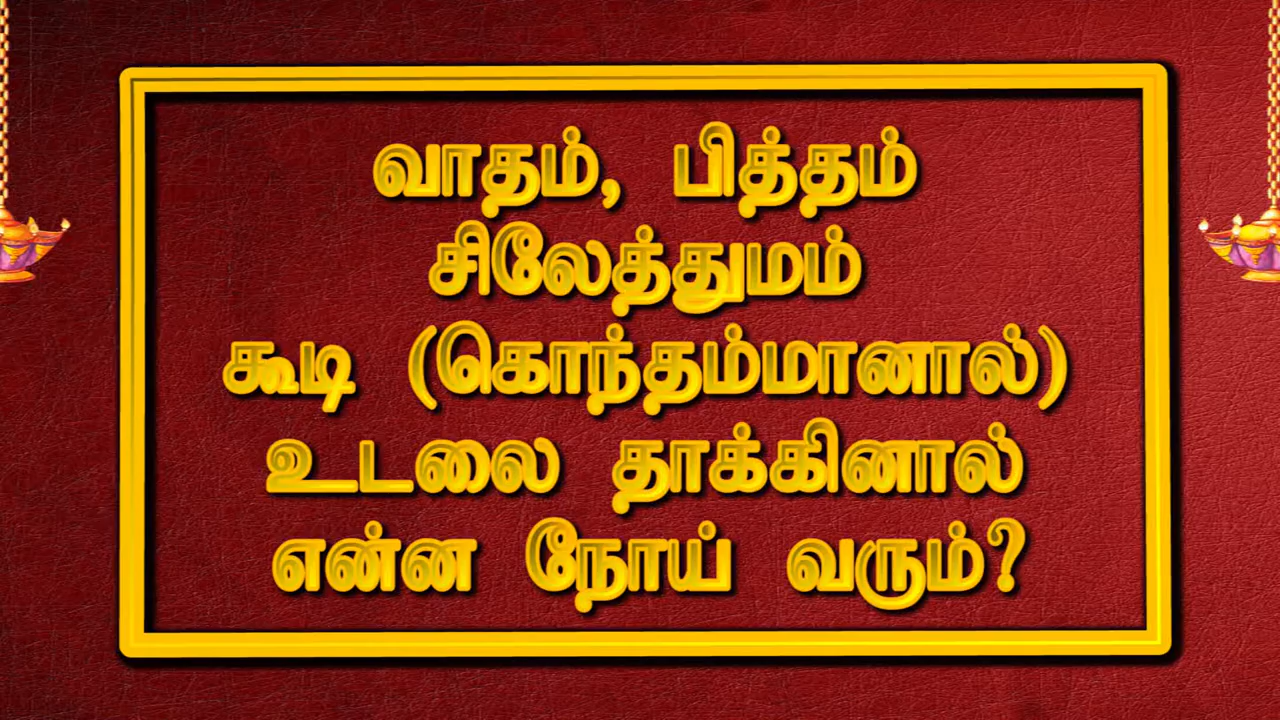 வாதம், பித்தம்
சிலேத்துமம்
கூடி (கொந்தம்மானால்)
உடலை தாக்கினால்
என்ன நோய் வரும்?